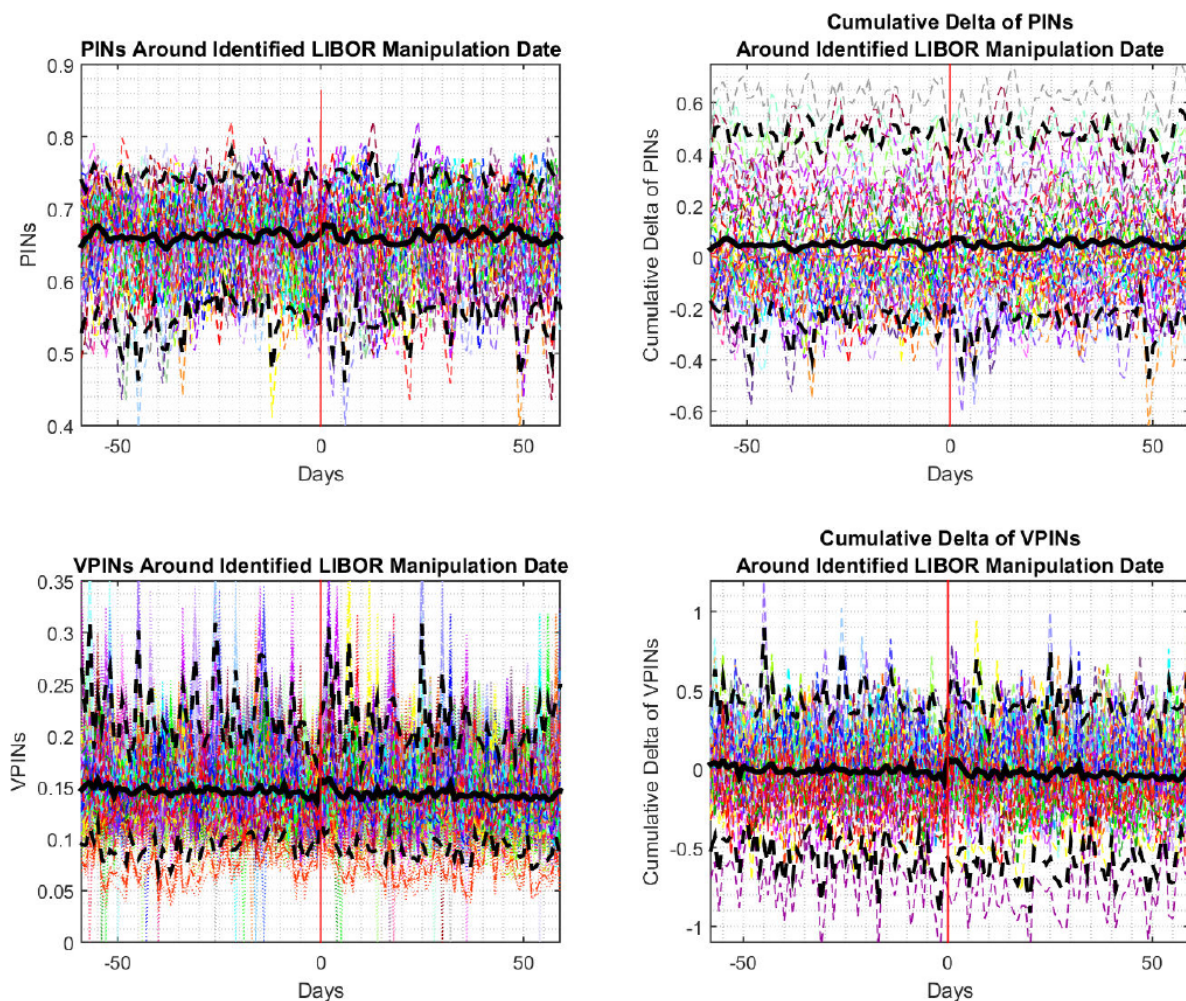 PINs Around Identified LIBOR Manipulation Date
0.9
0.8
0.7
0.6
0.5
0.4
PINs
-50
0
50
Days
Cumulative Delta of PINs
Around Identified LIBOR Manipulation Date
0.6
0.4
0.2
0
-0.2
-0.4
-0.6
Cumulative Delta of PINs
-50
0
50
Days
VPINs Around Identified LIBOR Manipulation Date
0.35
0.3
0.25
0.2
0.15
0.1
0.05
0
VPINs
-50
0
50
Days
Cumulative Delta of VPINs
Around Identified LIBOR Manipulation Date
1
0.5
0
-0.5
-1
Cumulative Delta of VPINs
-50
0
50
Days